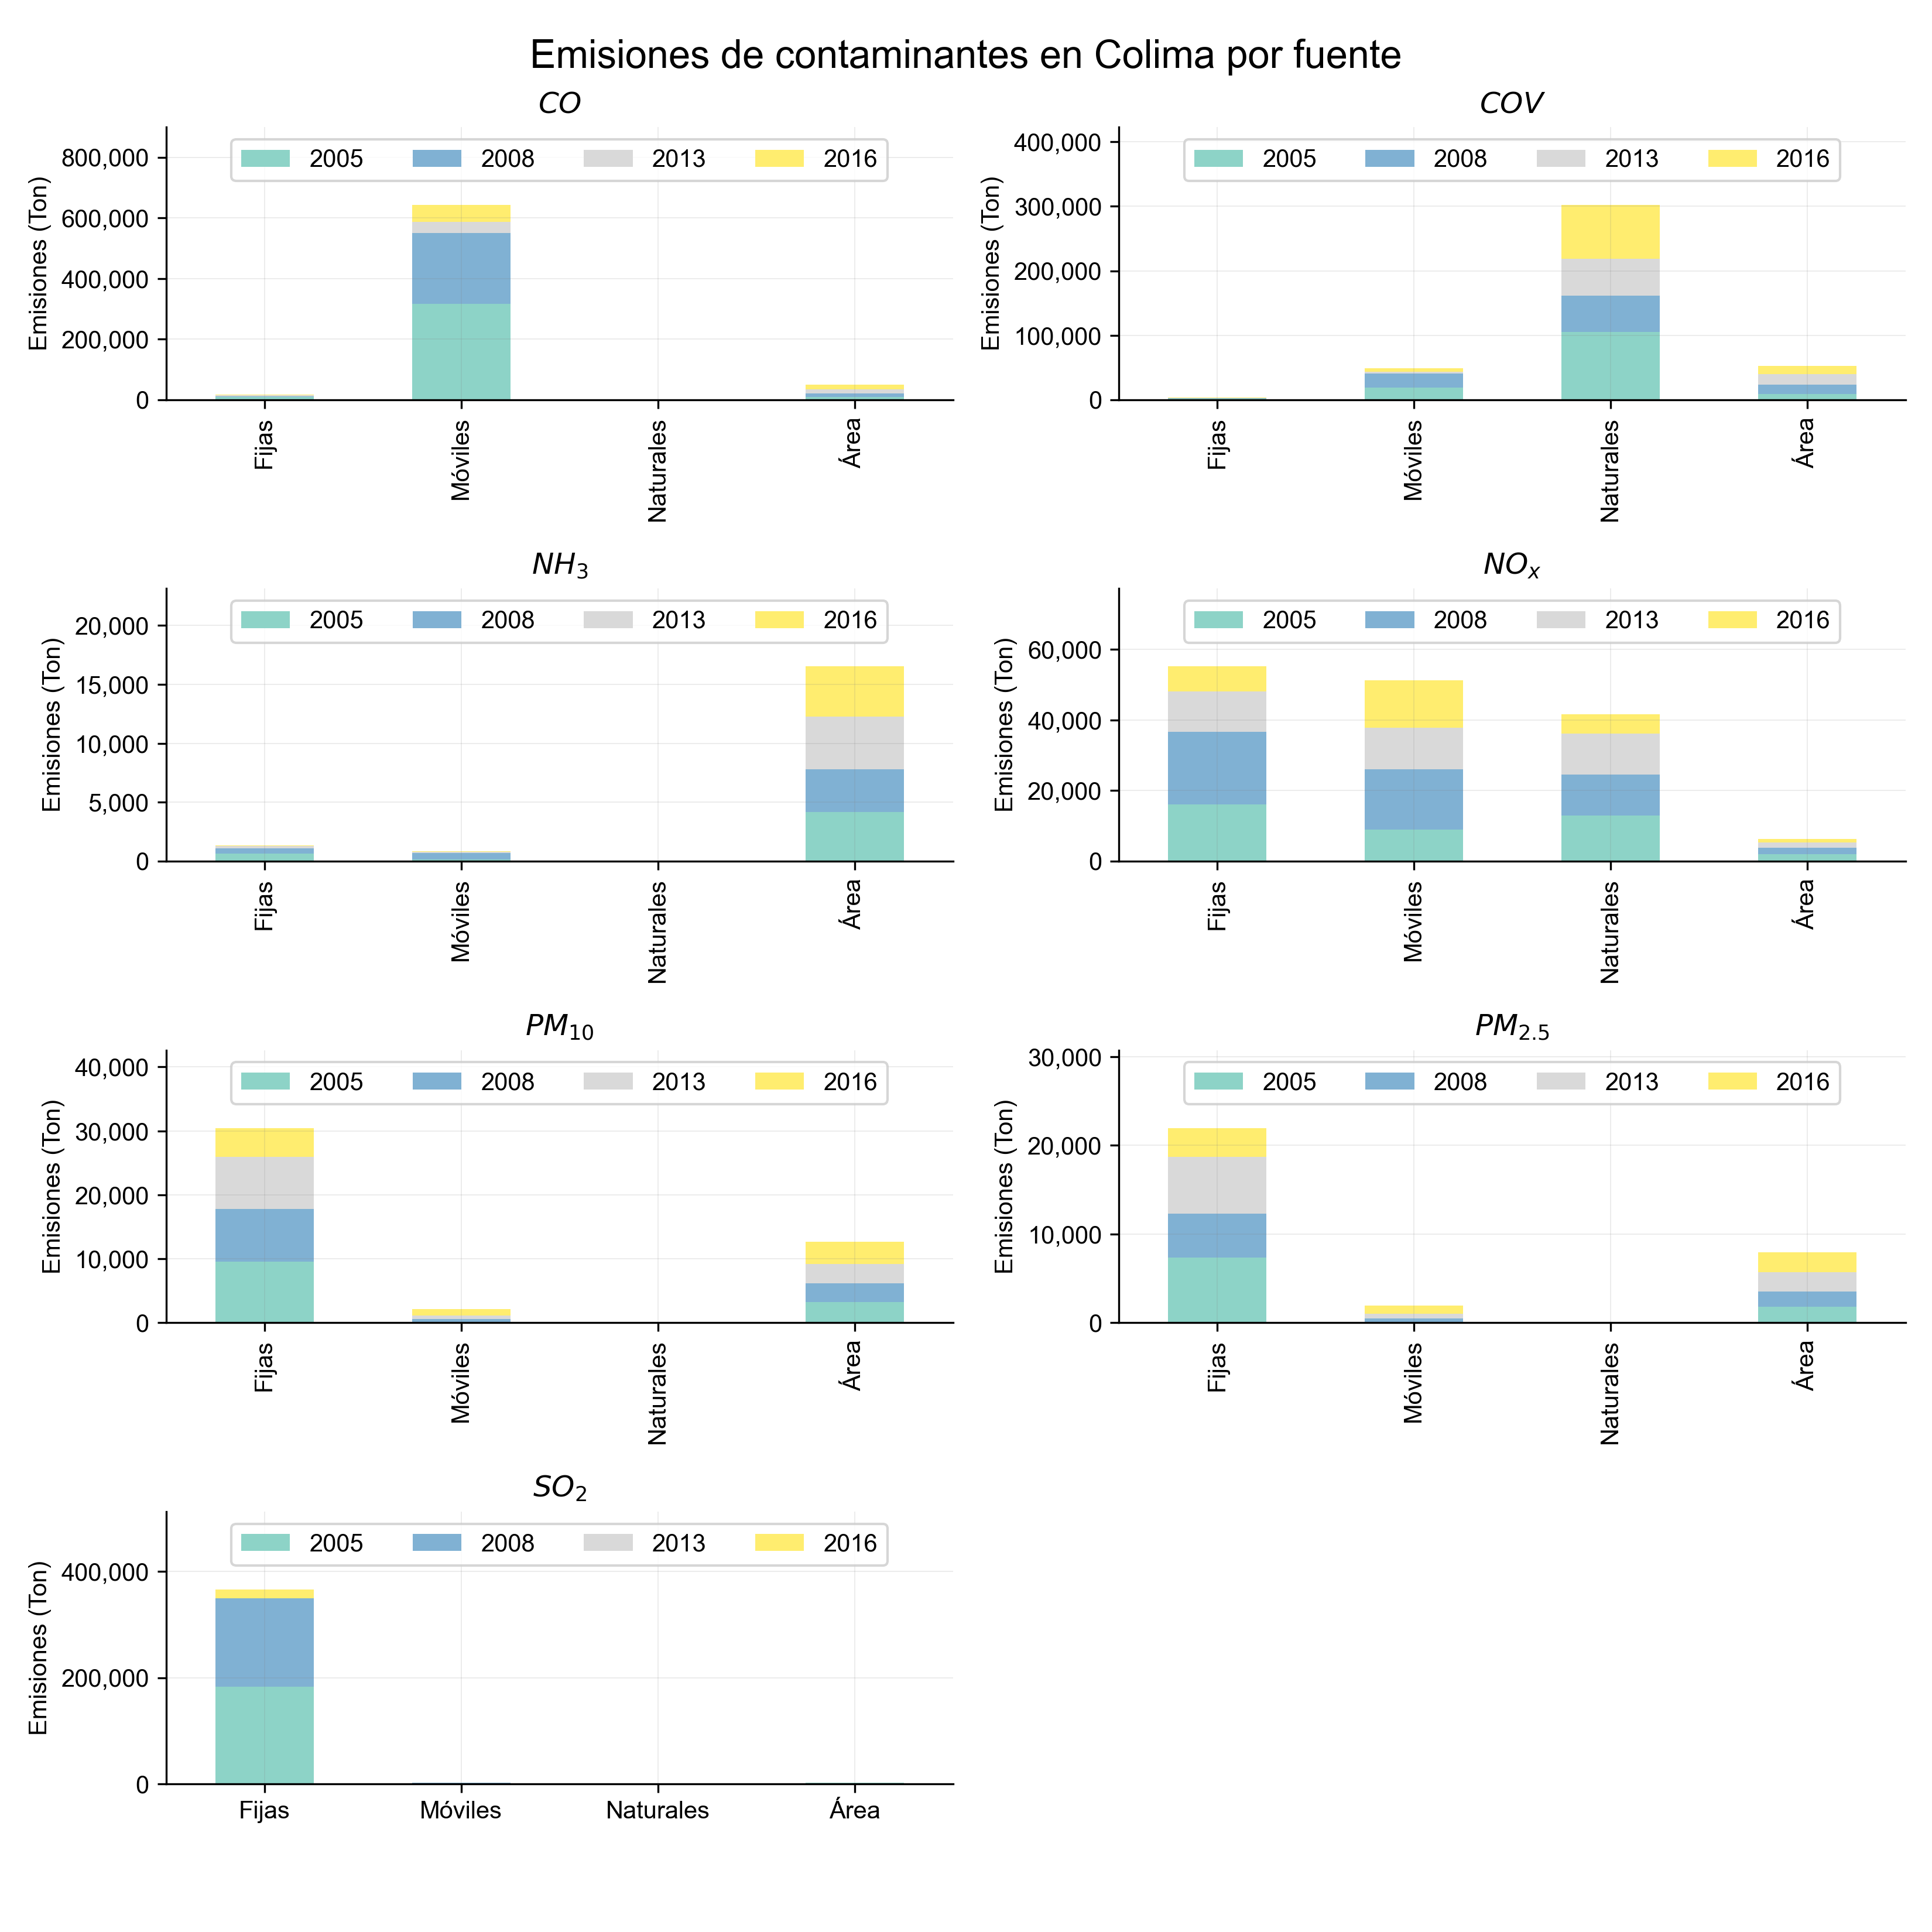 Emisiones de contaminantes en Colima por fuente
CO
Emisiones (Ton)
800,000
600,000
400,000
200,000
0
2005 2008 2013 2016
Fijas Móviles Naturales Área
COV
Emisiones (Ton)
400,000
300,000
200,000
100,000
0
2005 2008 2013 2016
Fijas Móviles Naturales Área
NH3
Emisiones (Ton)
20,000
15,000
10,000
5,000
0
2005 2008 2013 2016
Fijas Móviles Naturales Área
NOx
Emisiones (Ton)
60,000
40,000
20,000
0
2005 2008 2013 2016
Fijas Móviles Naturales Área
PM10
Emisiones (Ton)
40,000
30,000
20,000
10,000
0
2005 2008 2013 2016
Fijas Móviles Naturales Área
PM2.5
Emisiones (Ton)
30,000
20,000
10,000
0
2005 2008 2013 2016
Fijas Móviles Naturales Área
SO2
Emisiones (Ton)
400,000
200,000
0
2005 2008 2013 2016
Fijas Móviles Naturales Área